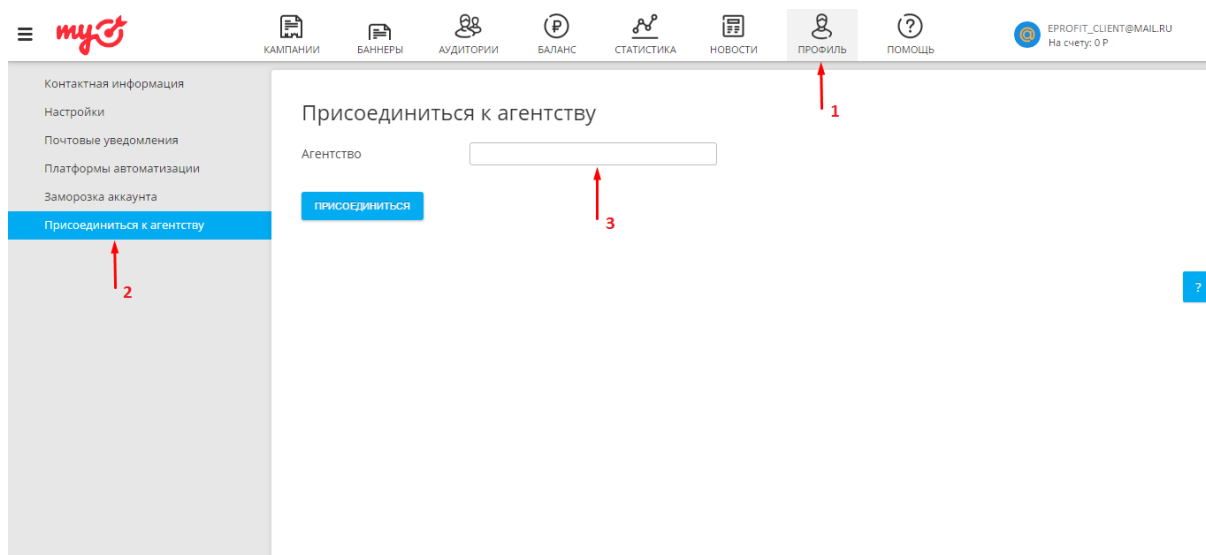 my
КАМПАНИИ
БАННЕРЫ
АУДИТОРИИ
БАЛАНС
СТАТИСТИКА
НОВОСТИ
ПРОФИЛЬ
ПОМОЩЬ
EPROFIT_CLIENT@MAIL.RU
На счету: 0 Р
Контактная информация
Настройки
Почтовые уведомления
Платформы автоматизации
Заморозка аккаунта
Присоединиться к агентству
Присоединиться к агентству
Агентство
ПРИСОЕДИНИТЬСЯ
1
2
3
?